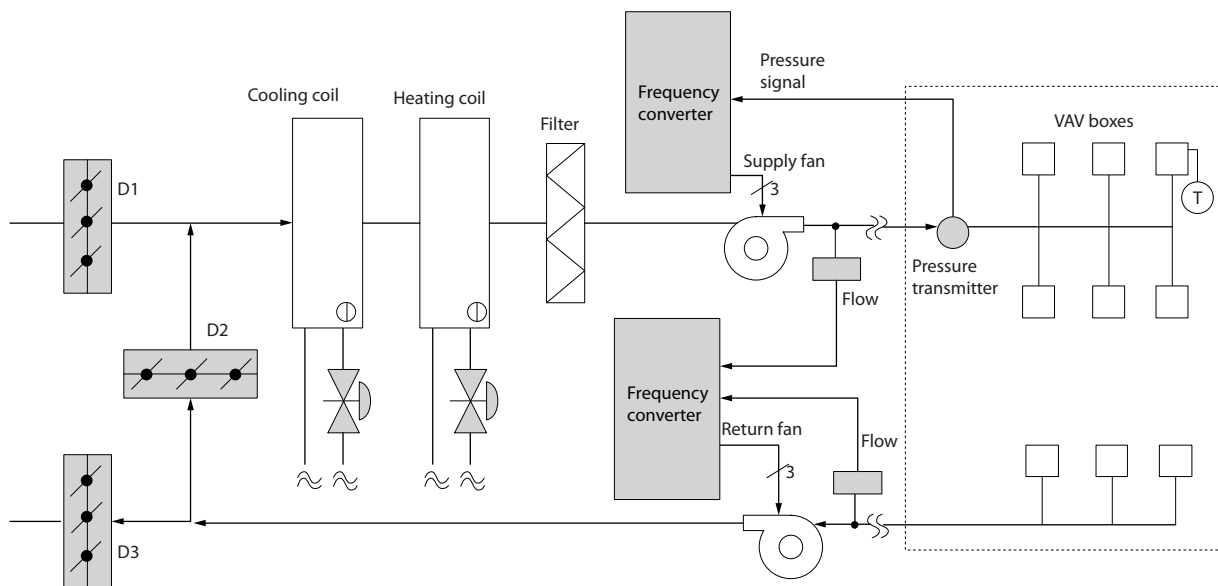 Pressure
signal
Cooling coil
Heating coil
Frequency
converter
Filter
VAV boxes
Supply fan
D1
3
T
Pressure
transmitter
Flow
D2
Frequency
converter
Return fan
Flow
3
D3